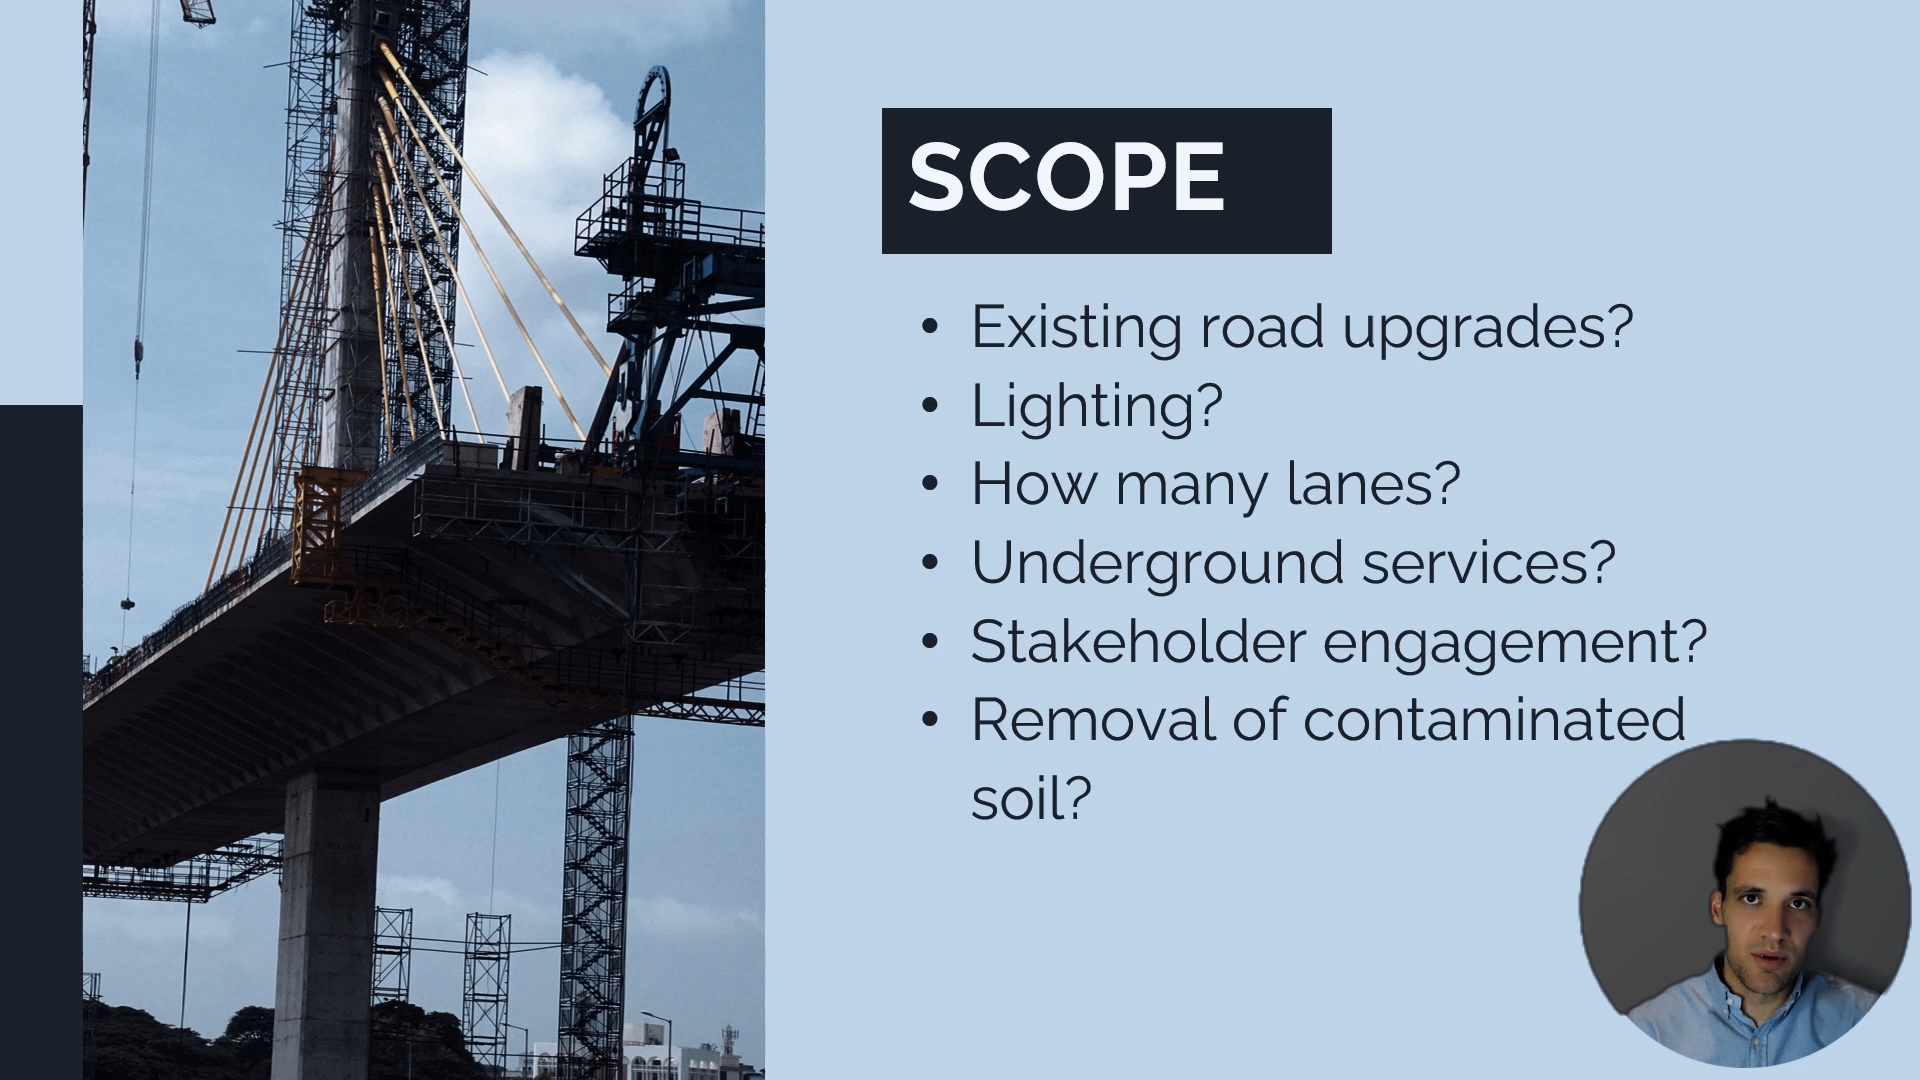 SCOPE
• Existing road upgrades?
• Lighting?
• How many lanes?
• Underground services?
• Stakeholder engagement?
• Removal of contaminated
soil?